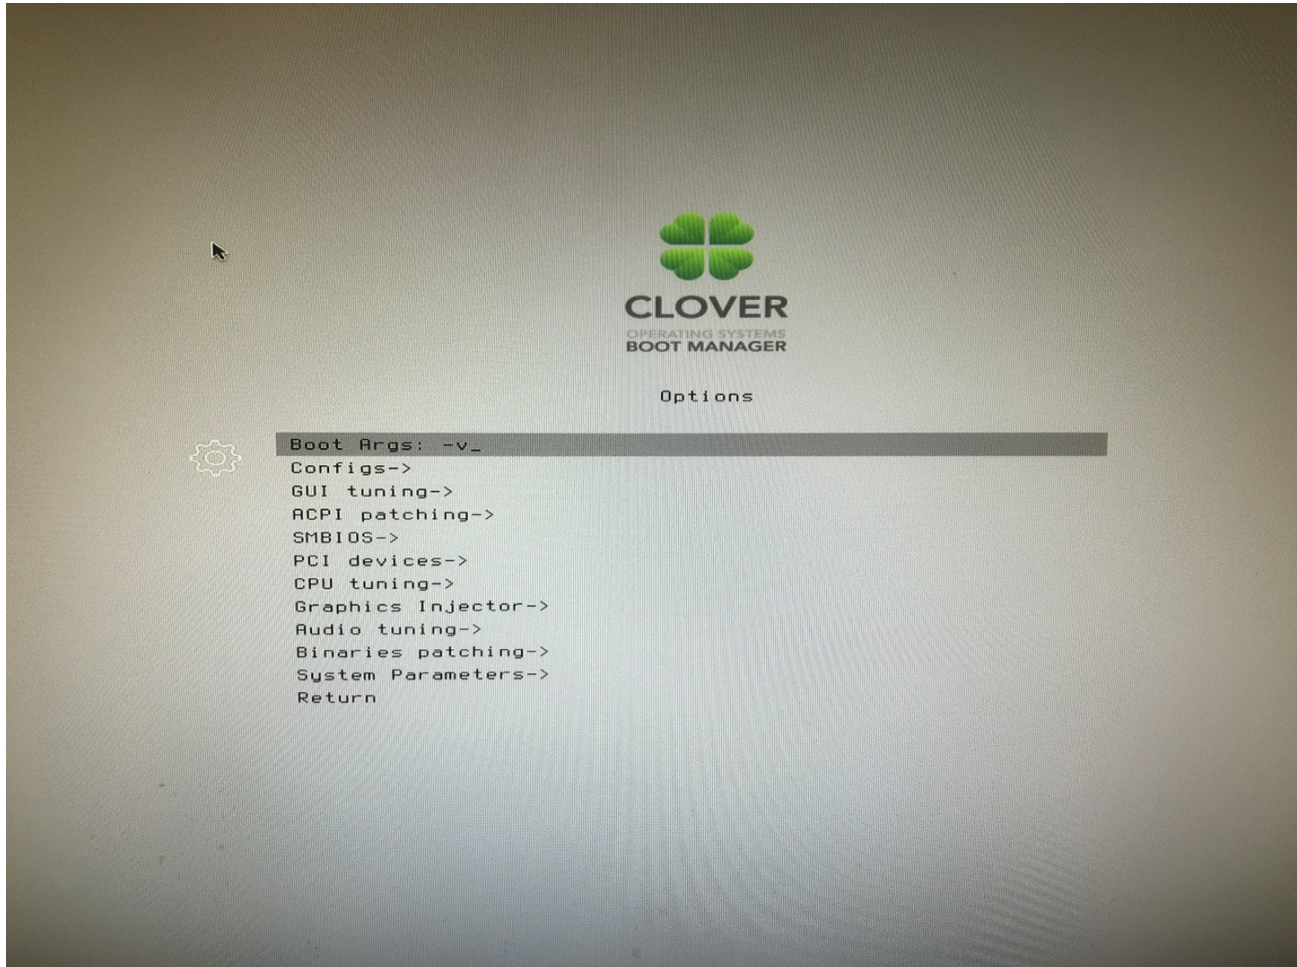 CLOVER
OPERATING SYSTEMS
BOOT MANAGER
Options
Boot Args: -v_
Configs->
GUI tuning->
ACPI patching->
SMBIOS->
PCI devices->
CPU tuning->
Graphics Injector->
Audio tuning->
Binaries patching->
System Parameters->
Return